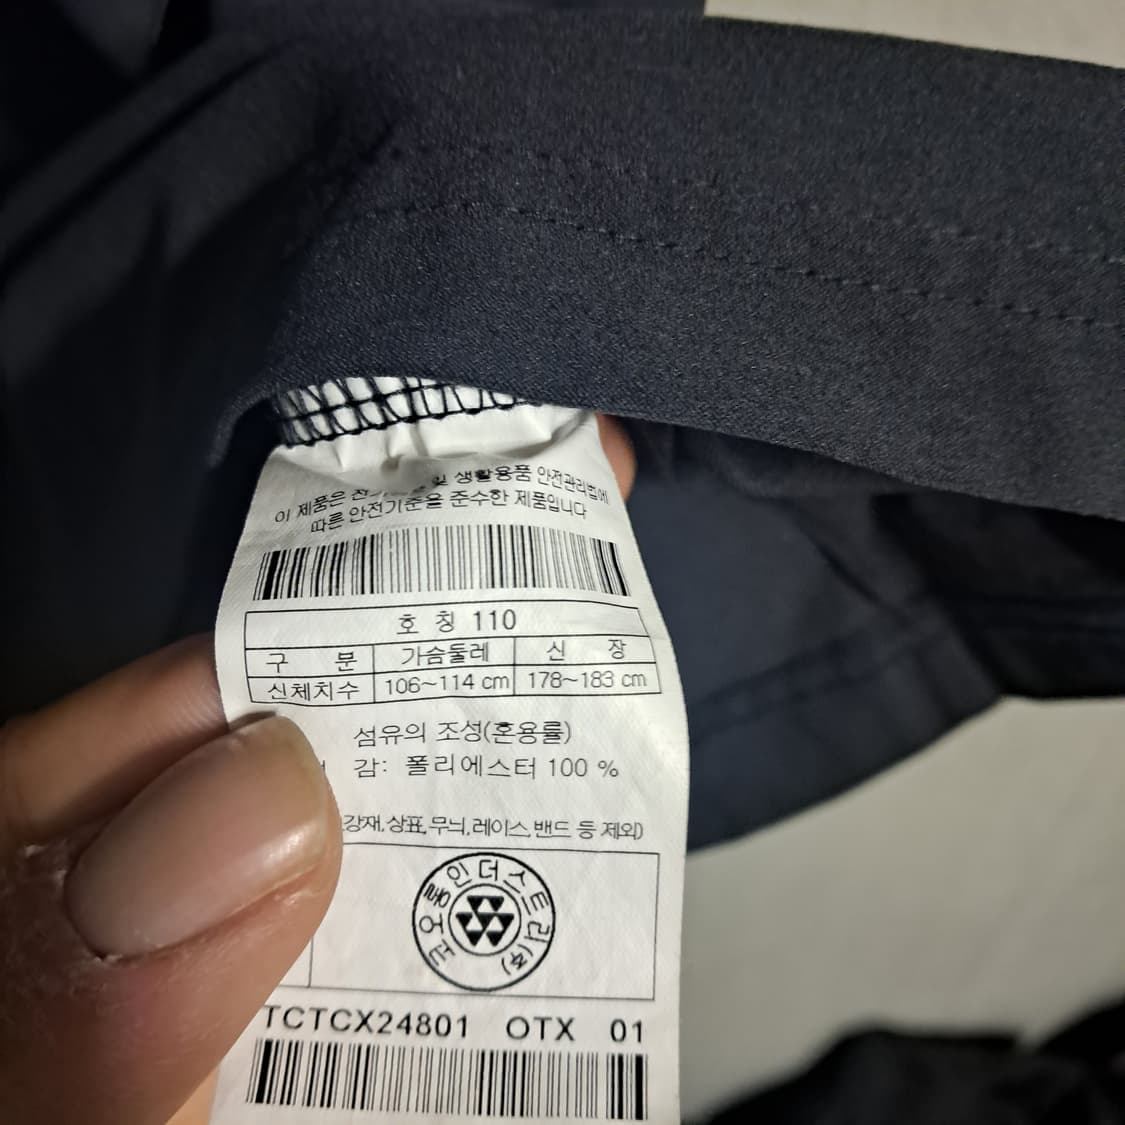 이 제품은 및 생활용품 안전관리법에
따른 안전기준을 준수한 제품입니다
호 칭 110
구 분 가슴둘레 신 장
신체치수 106~114 cm 178~183 cm
섬유의 조성(혼용률)
감: 폴리에스터 100 %
상표,무늬,레이스,밴드 등 제외)
코오롱인더스트리(주)
TCTCX24801 OTX 01